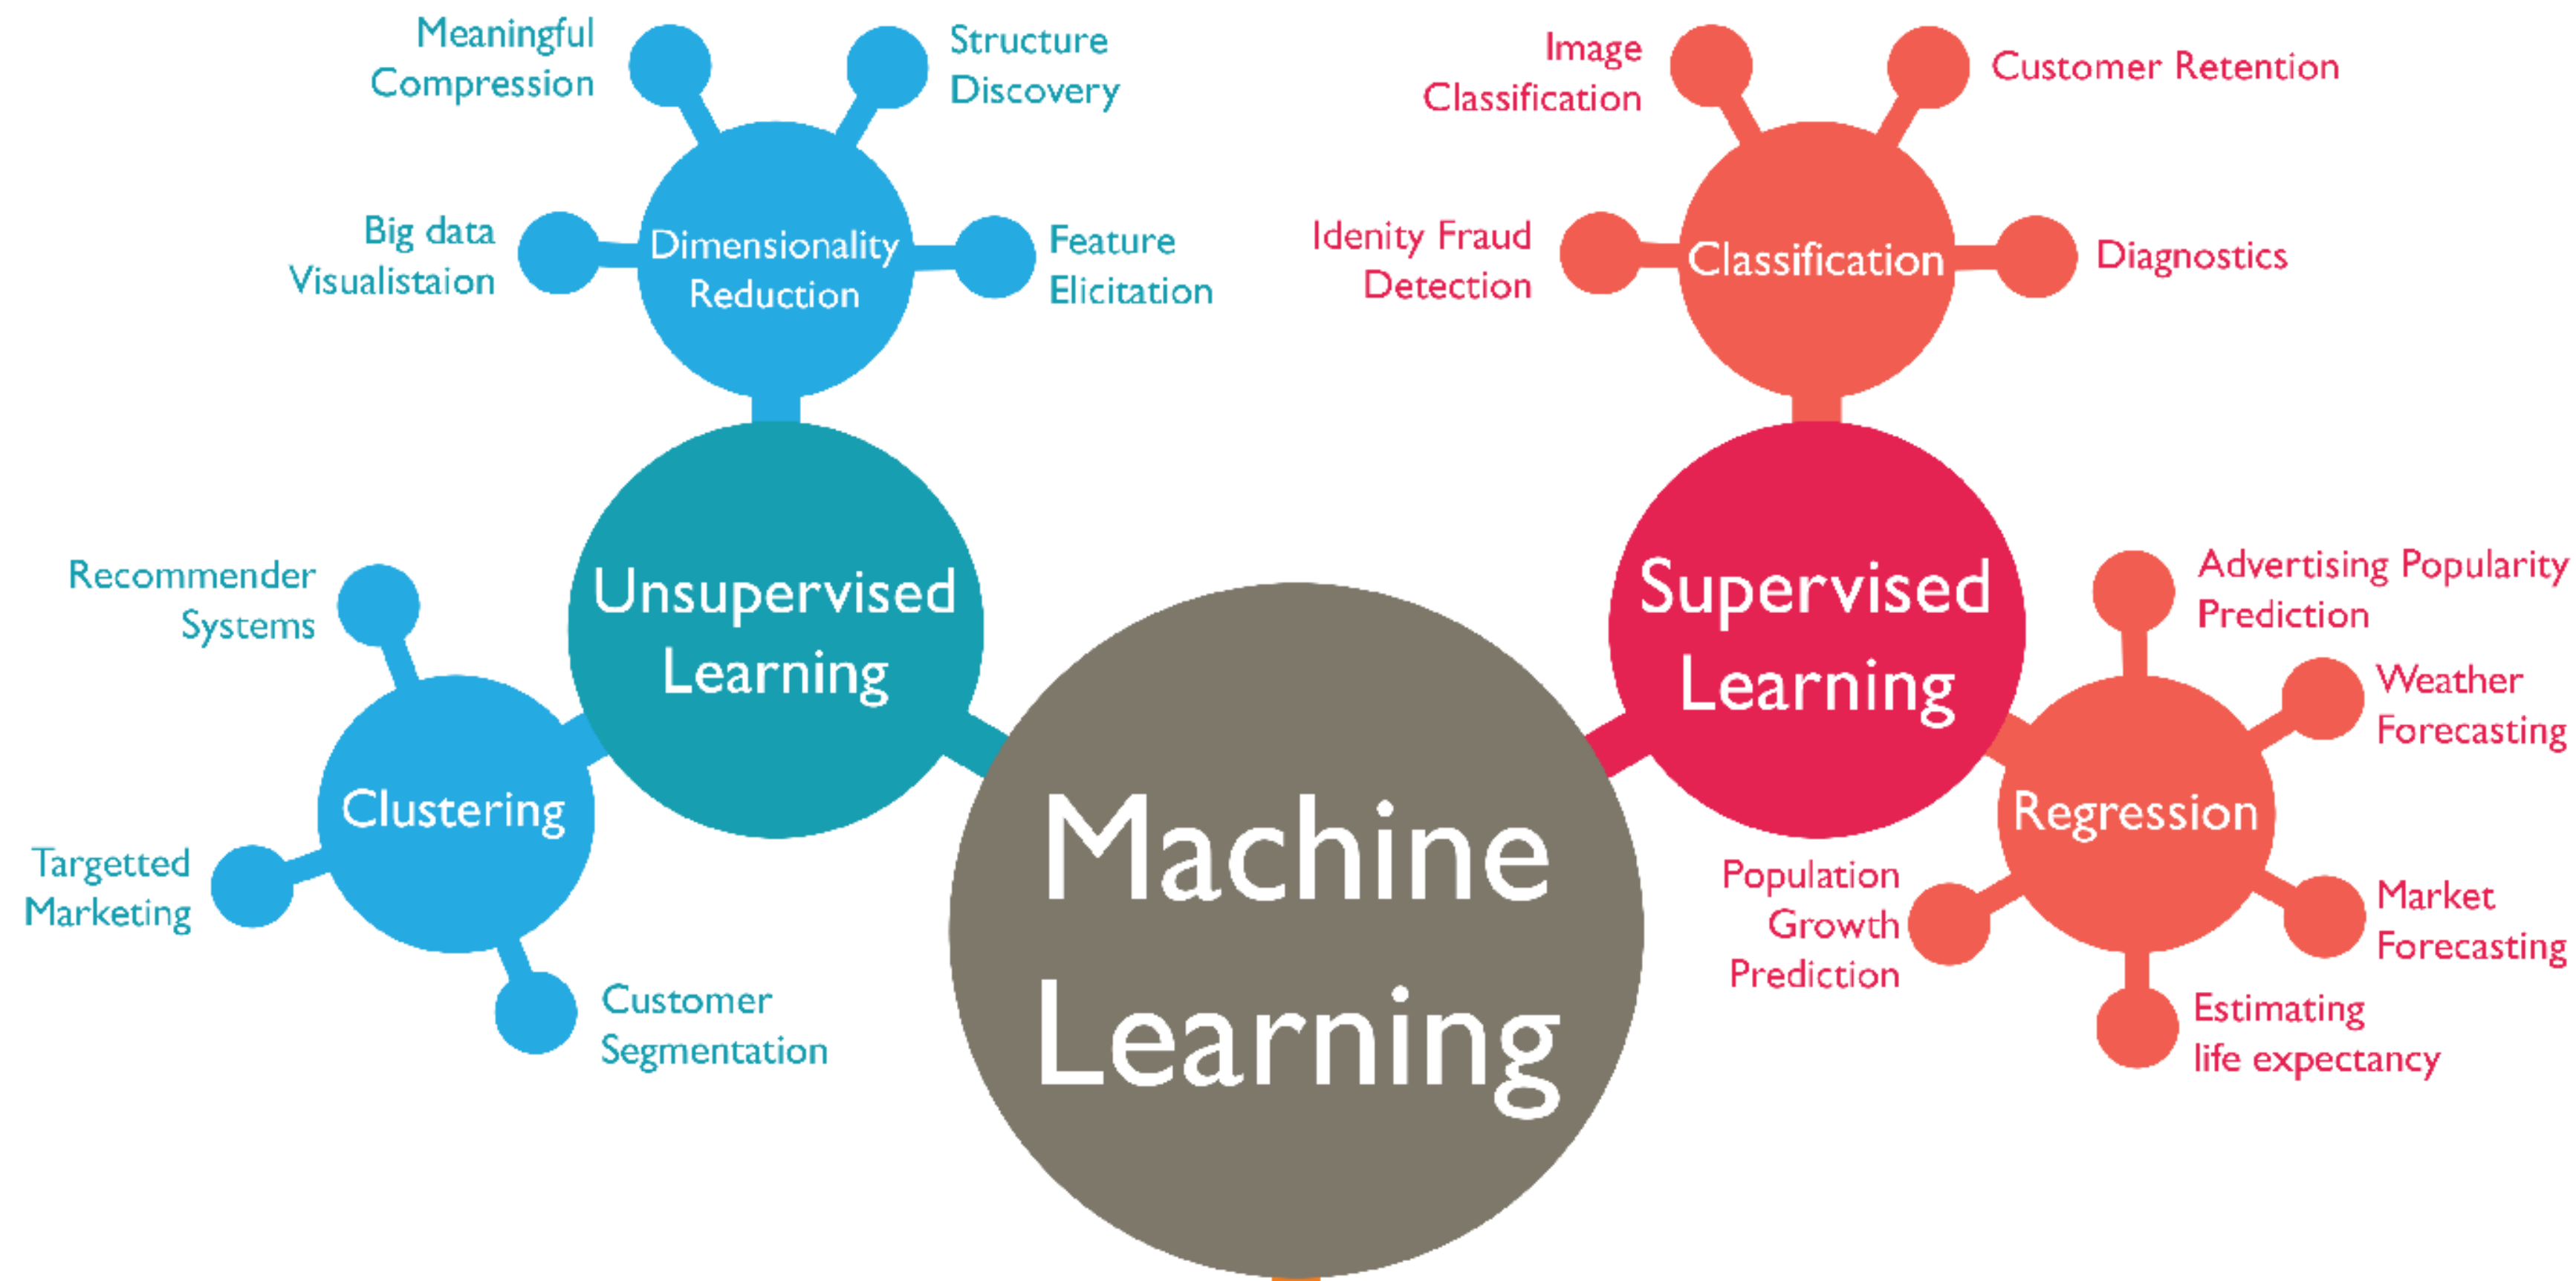 Meaningful
Compression
Structure
Discovery
Big data
Visualistaion
Dimensionality
Reduction
Feature
Elicitation
Image
Classification
Customer Retention
Idenity Fraud
Detection
Classification
Diagnostics
Unsupervised
Learning
Recommender
Systems
Clustering
Targetted
Marketing
Customer
Segmentation
Machine
Learning
Supervised
Learning
Advertising Popularity
Prediction
Weather
Forecasting
Regression
Population
Growth
Prediction
Market
Forecasting
Estimating
life expectancy